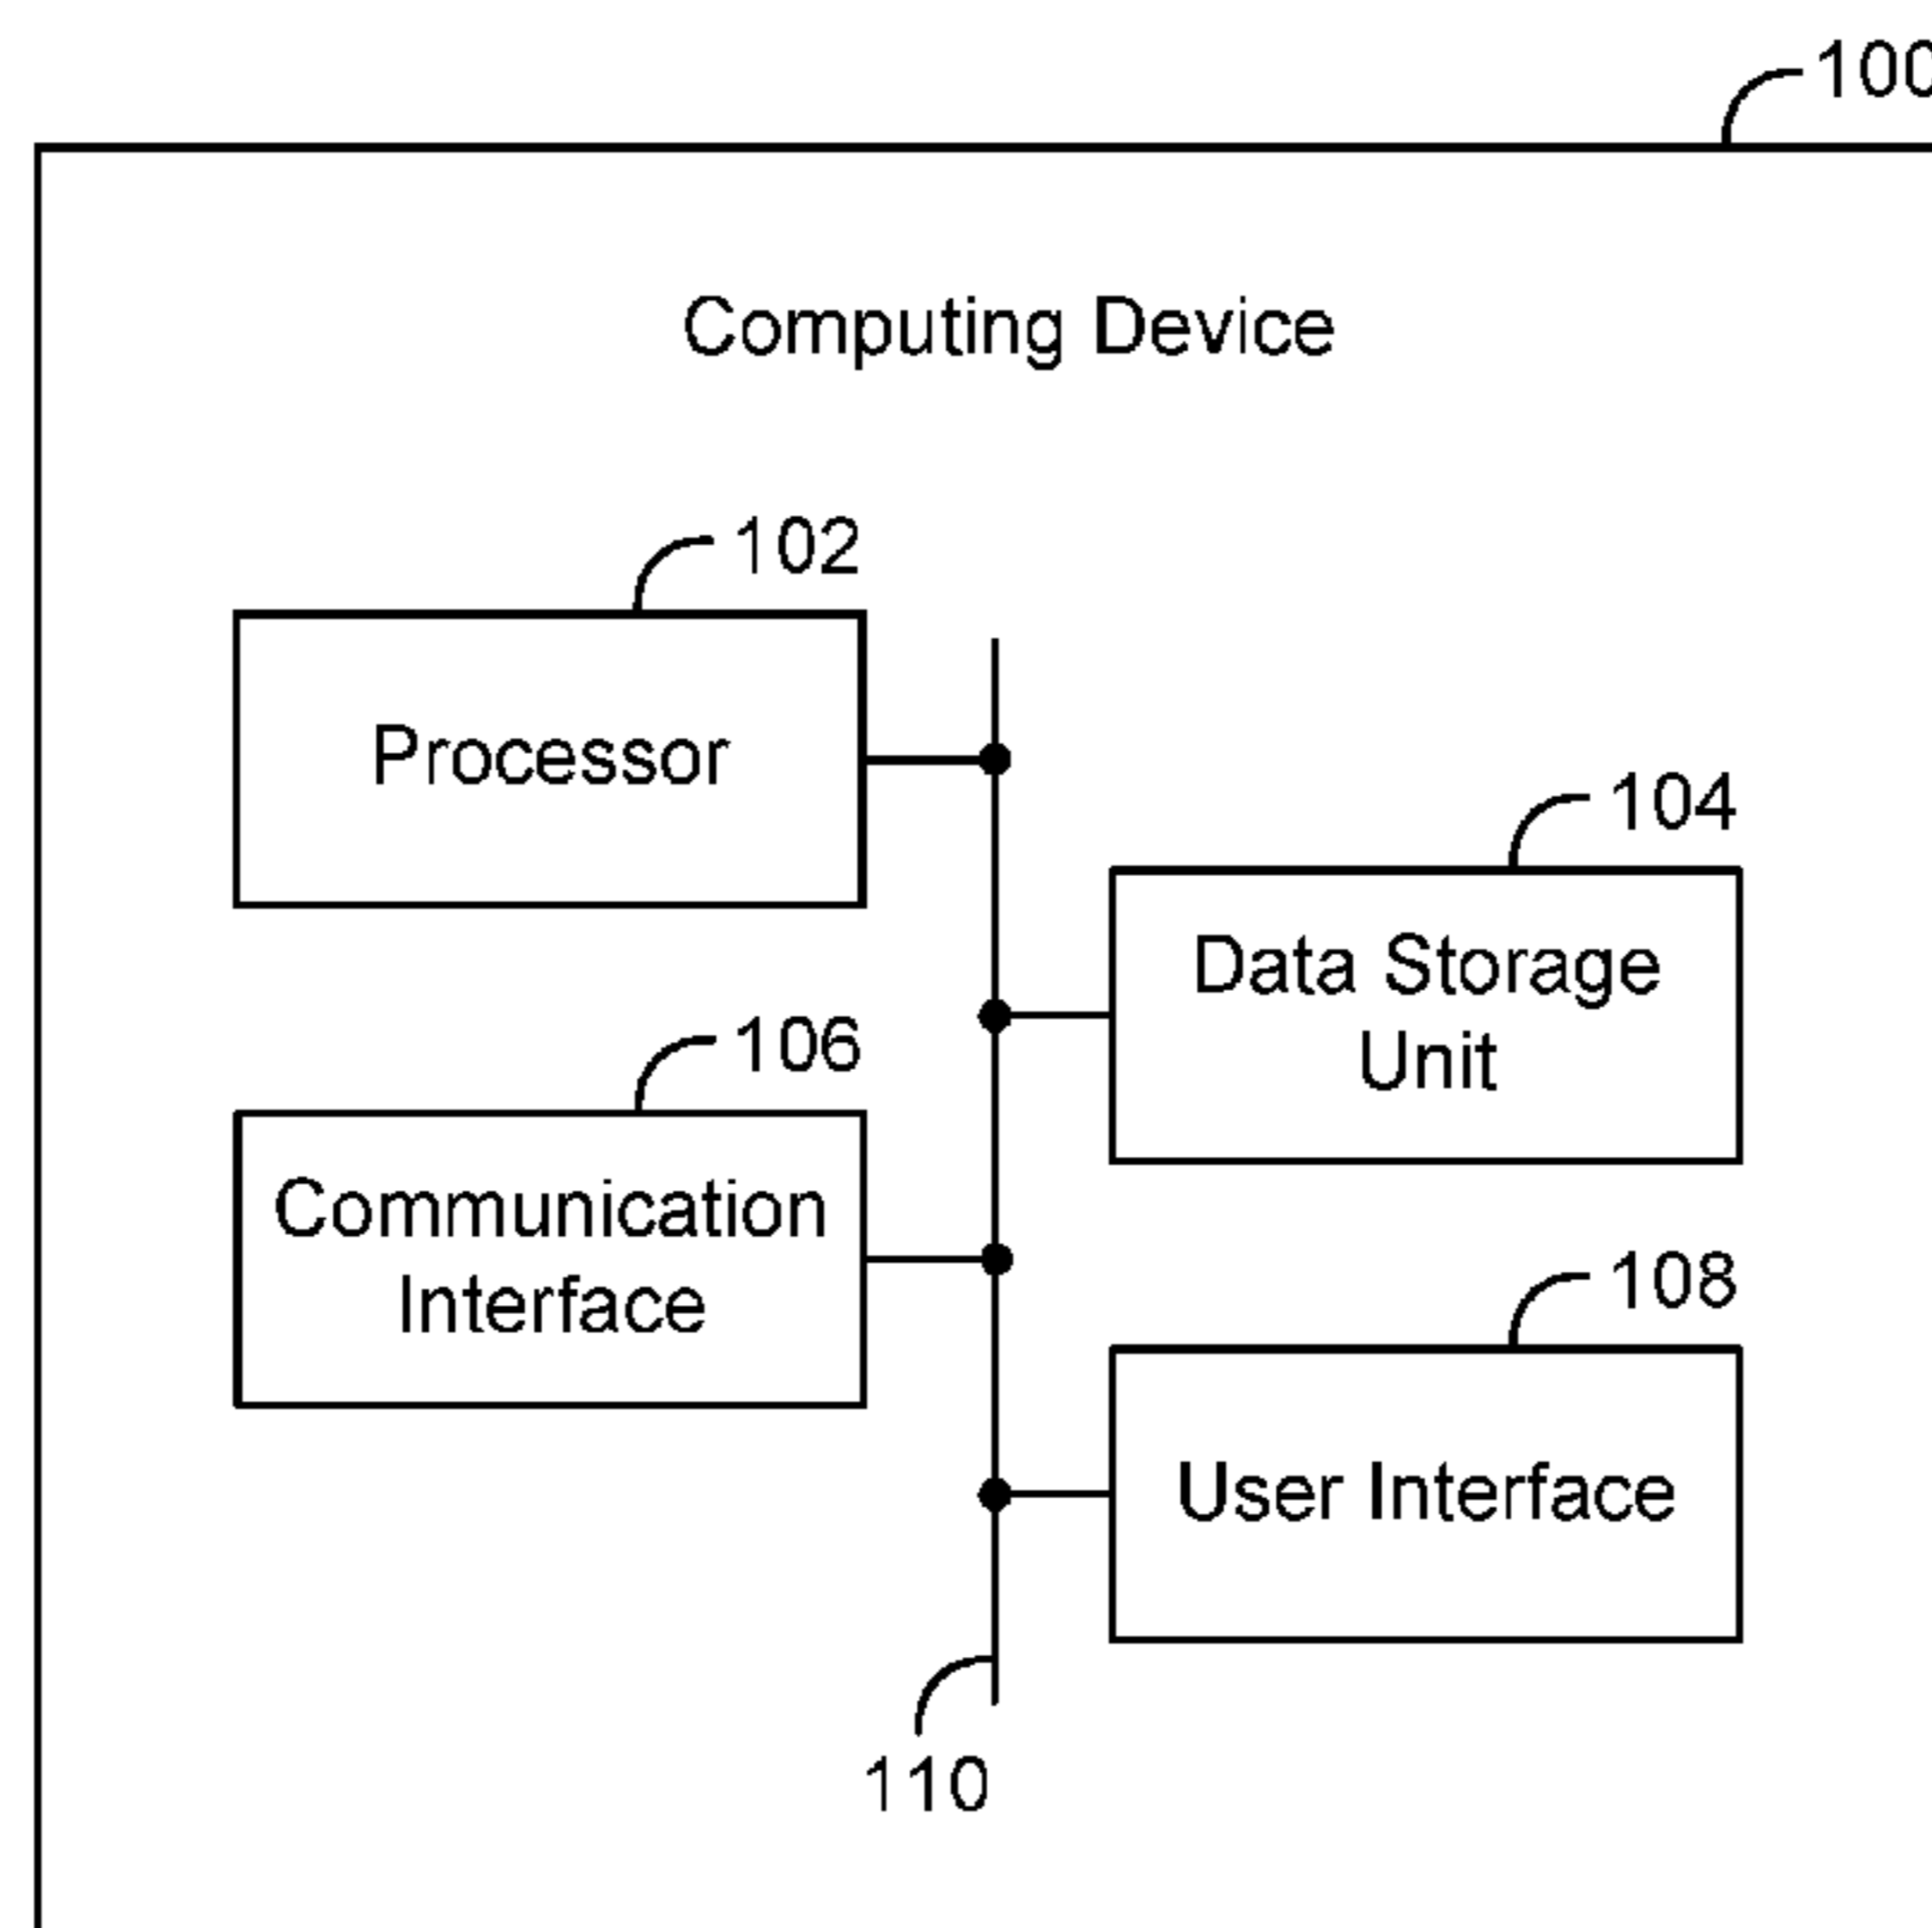 100
Computing Device
102
Processor
104
Data Storage
Unit
106
Communication
Interface
108
User Interface
110